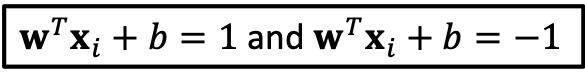 𝐰ᵀ𝐱ᵢ + b = 1 and 𝐰ᵀ𝐱ᵢ + b = −1